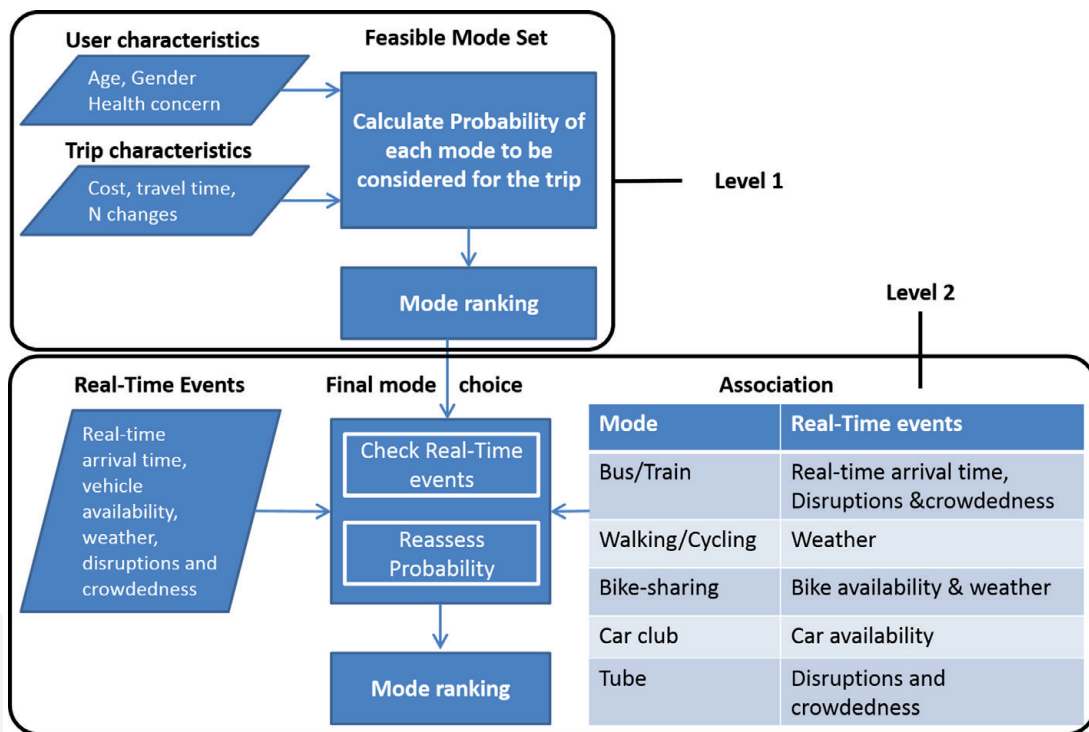 User characteristics
Age, Gender
Health concern
Trip characteristics
Cost, travel time,
N changes
Feasible Mode Set
Calculate Probability of
each mode to be
considered for the trip
Mode ranking
Level 1
Level 2
Real-Time Events
Real-time
arrival time,
vehicle
availability,
weather,
disruptions and
crowdedness
Final mode choice
Check Real-Time
events
Reassess
Probability
Mode ranking
Association
Mode Real-Time events
Bus/Train Real-time arrival time,
Disruptions &crowdedness
Walking/Cycling Weather
Bike-sharing Bike availability & weather
Car club Car availability
Tube Disruptions and
crowdedness